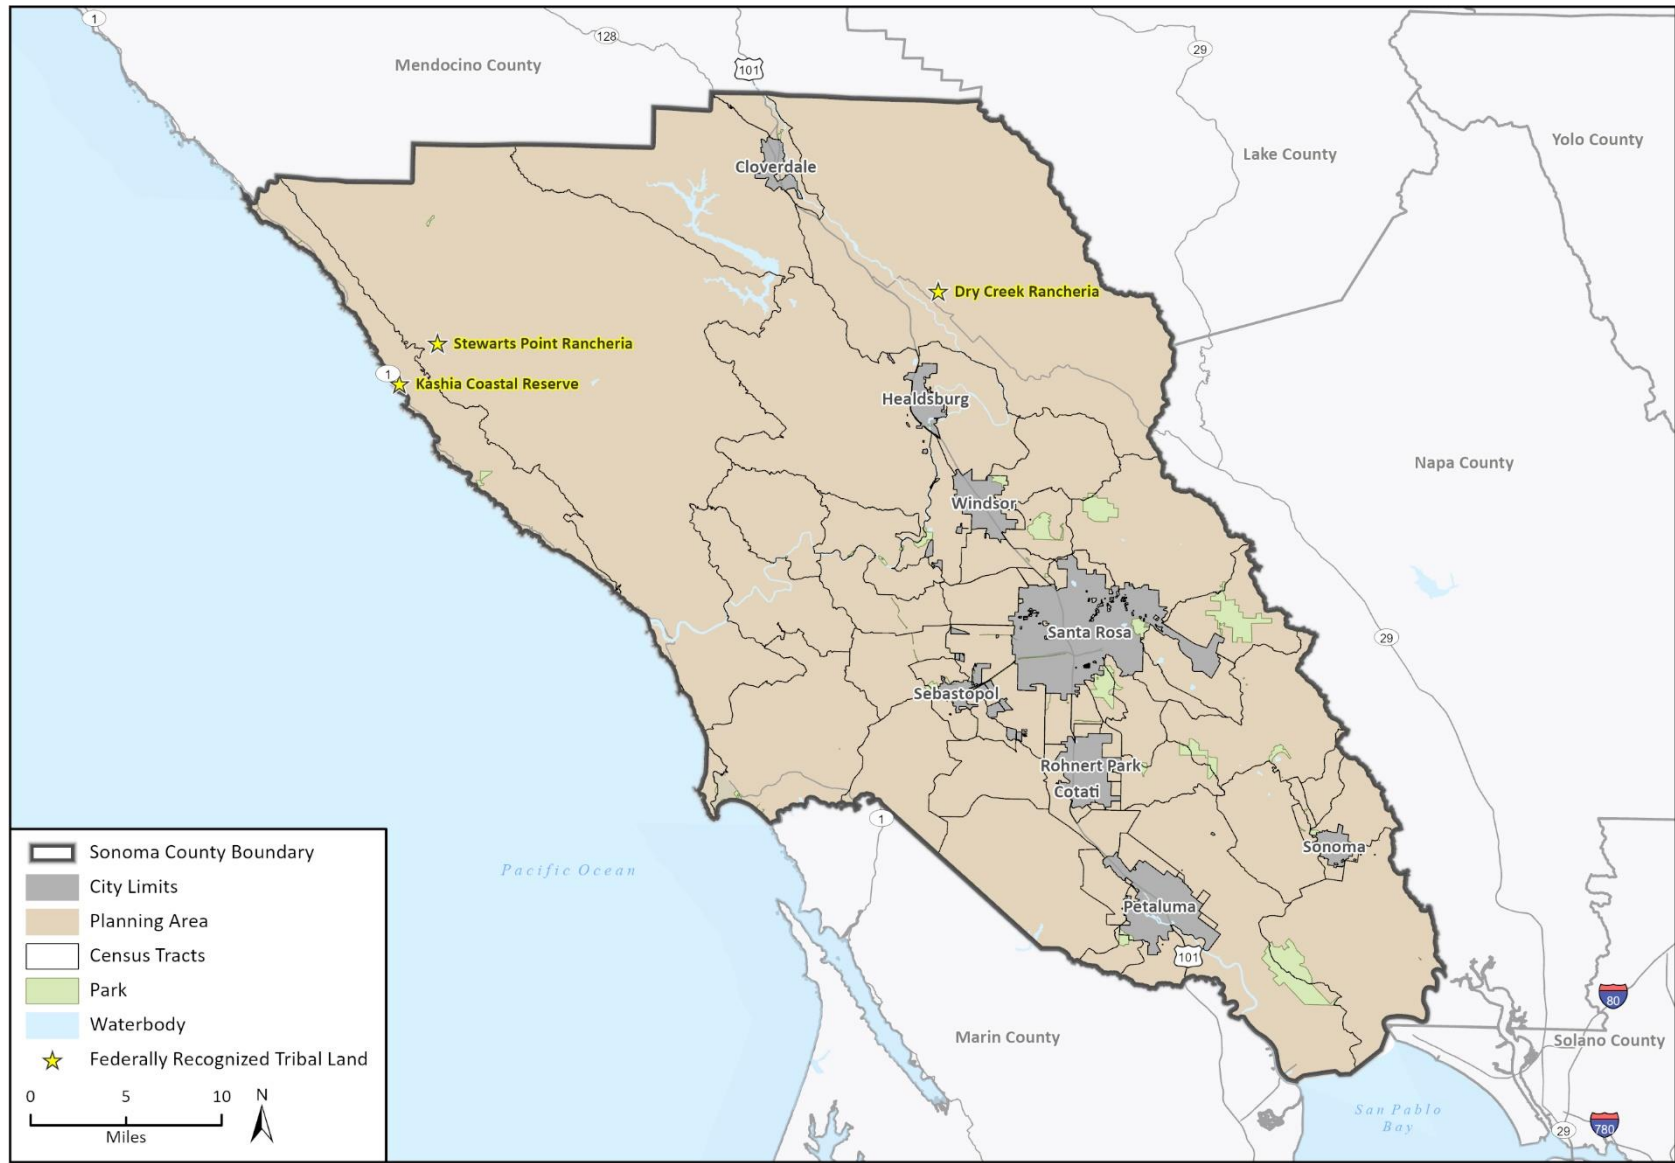 1
128
101
29
Mendocino County
Lake County
Yolo County
Cloverdale
Dry Creek Rancheria
Stewarts Point Rancheria
1
Kashia Coastal Reserve
Healdsburg
Napa County
Windsor
Santa Rosa
29
Sebastopol
Rohnert Park
Cotati
1
Sonoma
Petaluma
101
Pacific Ocean
Marin County
80
Solano County
San Pablo
Bay
29
780
Sonoma County Boundary
City Limits
Planning Area
Census Tracts
Park
Waterbody
Federally Recognized Tribal Land
0 5 10
Miles
N